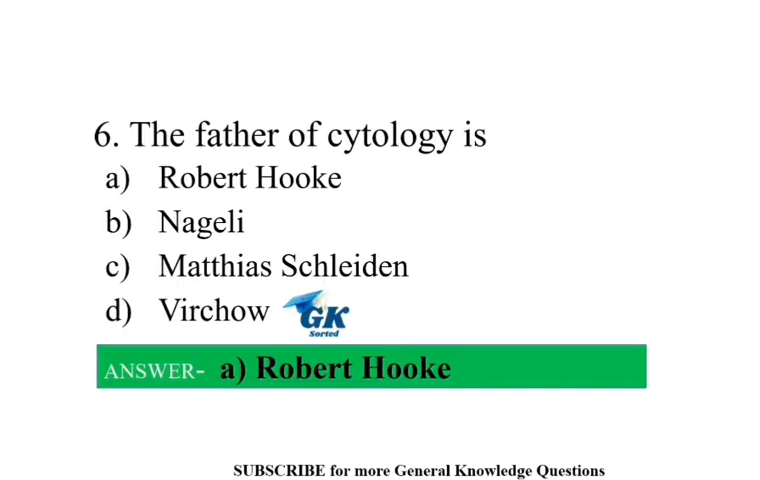 6. The father of cytology is
a) Robert Hooke
b) Nageli
c) Matthias Schleiden
d) Virchow
GK
Sorted
ANSWER- a) Robert Hooke
SUBSCRIBE for more General Knowledge Questions